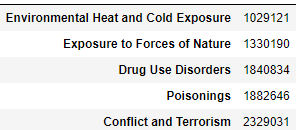 Environmental Heat and Cold Exposure 1029121
Exposure to Forces of Nature 1330190
Drug Use Disorders 1840834
Poisonings 1882646
Conflict and Terrorism 2329031